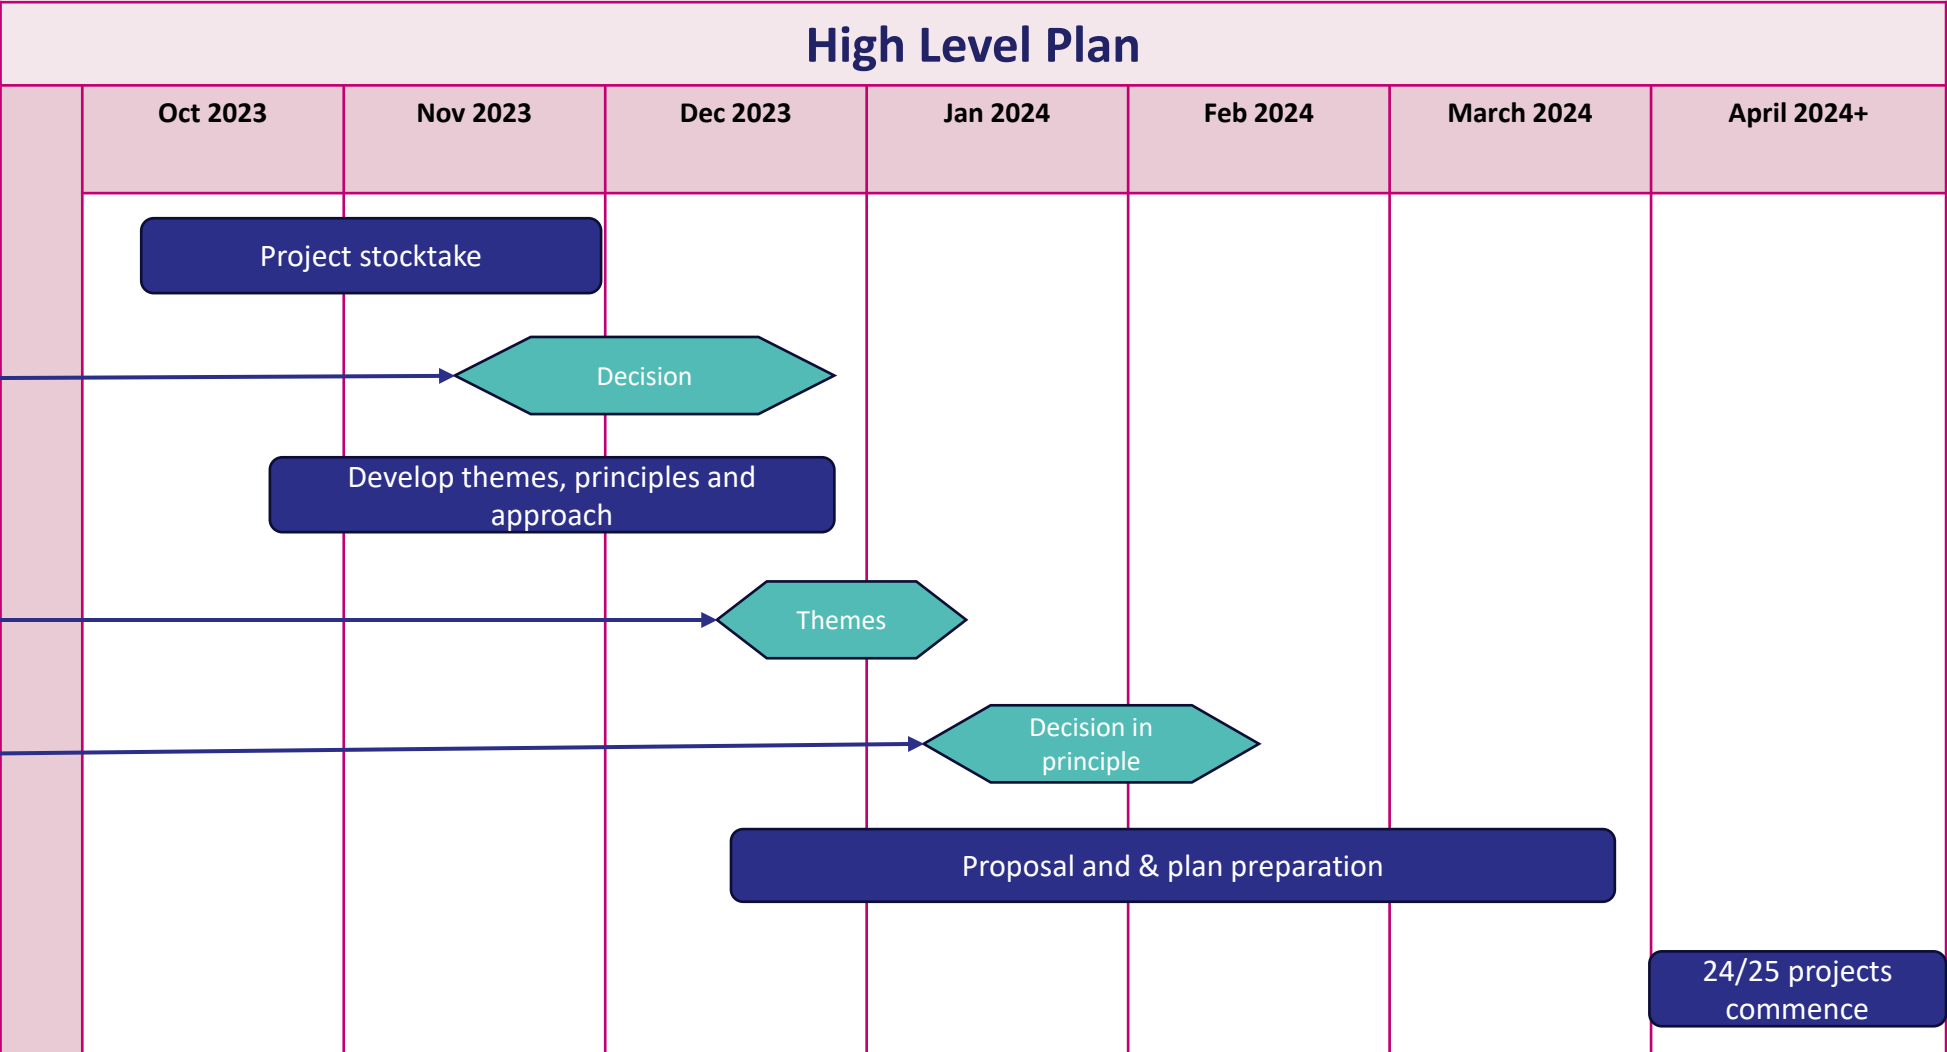 High Level Plan
Oct 2023
Nov 2023
Dec 2023
Jan 2024
Feb 2024
March 2024
April 2024+
Project stocktake
Decision
Develop themes, principles and
approach
Themes
Decision in
principle
Proposal and & plan preparation
24/25 projects
commence